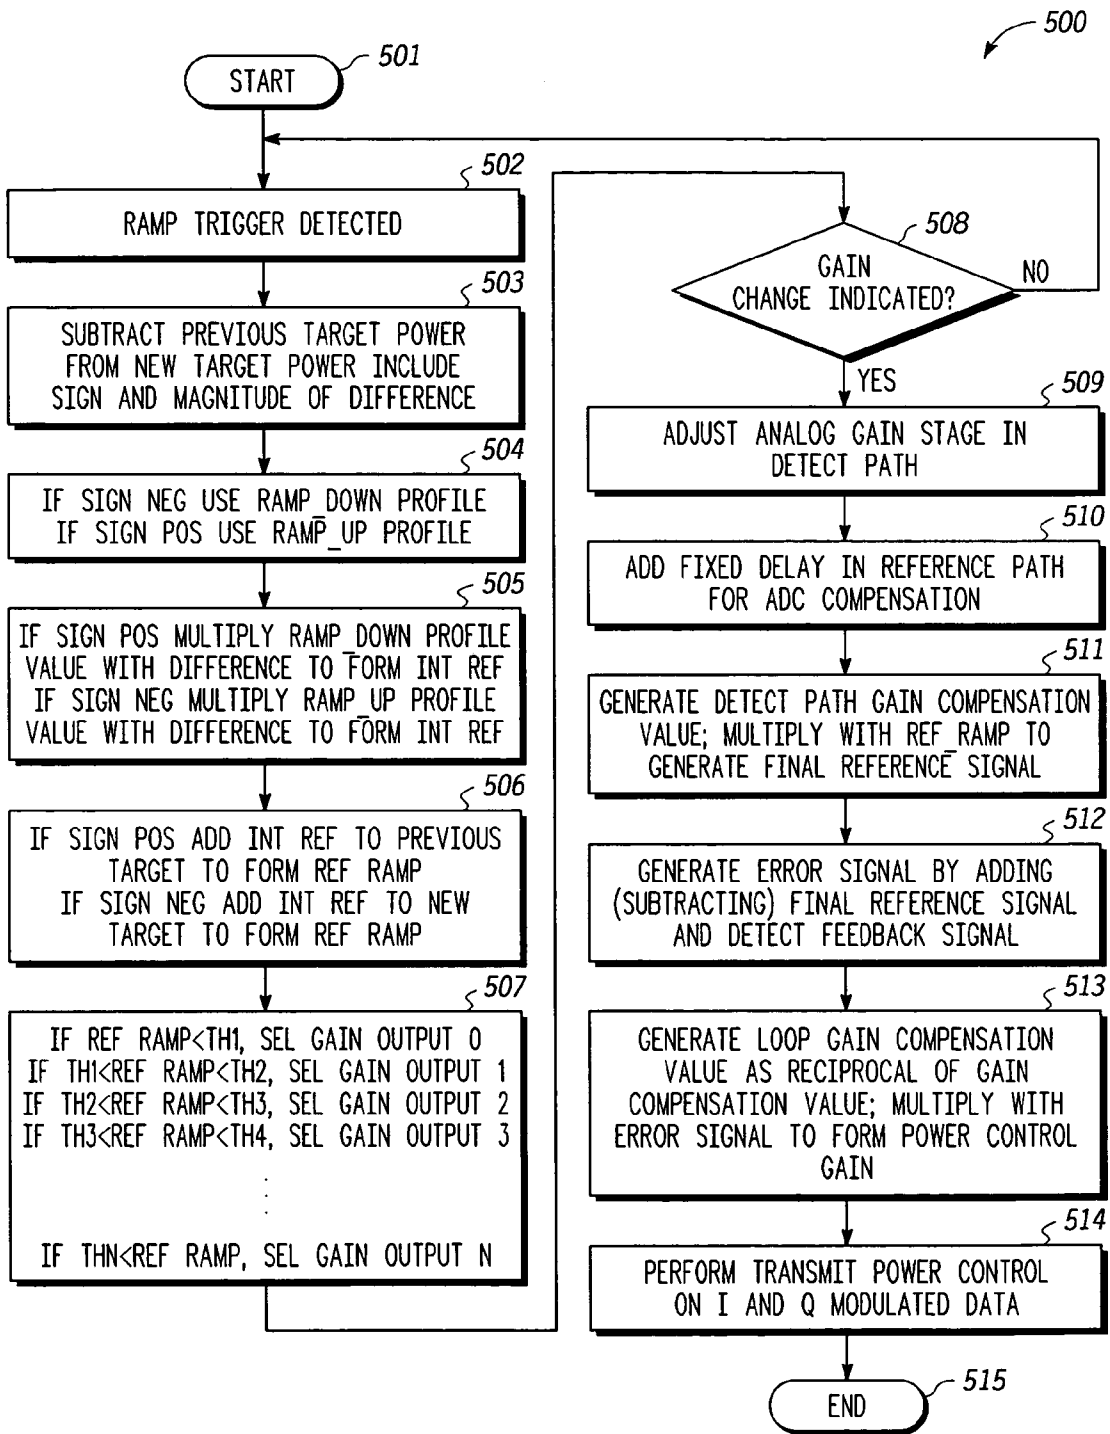 500
501
START
502
RAMP TRIGGER DETECTED
503
SUBTRACT PREVIOUS TARGET POWER
FROM NEW TARGET POWER INCLUDE
SIGN AND MAGNITUDE OF DIFFERENCE
504
IF SIGN NEG USE RAMP_DOWN PROFILE
IF SIGN POS USE RAMP_UP PROFILE
505
IF SIGN POS MULTIPLY RAMP_DOWN PROFILE
VALUE WITH DIFFERENCE TO FORM INT REF
IF SIGN NEG MULTIPLY RAMP_UP PROFILE
VALUE WITH DIFFERENCE TO FORM INT REF
506
IF SIGN POS ADD INT REF TO PREVIOUS
TARGET TO FORM REF RAMP
IF SIGN NEG ADD INT REF TO NEW
TARGET TO FORM REF RAMP
507
IF REF RAMP<TH1, SEL GAIN OUTPUT 0
IF TH1<REF RAMP<TH2, SEL GAIN OUTPUT 1
IF TH2<REF RAMP<TH3, SEL GAIN OUTPUT 2
IF TH3<REF RAMP<TH4, SEL GAIN OUTPUT 3
.
.
.
.
IF THN<REF RAMP, SEL GAIN OUTPUT N
508
GAIN
CHANGE INDICATED?
NO
YES
509
ADJUST ANALOG GAIN STAGE IN
DETECT PATH
510
ADD FIXED DELAY IN REFERENCE PATH
FOR ADC COMPENSATION
511
GENERATE DETECT PATH GAIN COMPENSATION
VALUE; MULTIPLY WITH REF_RAMP TO
GENERATE FINAL REFERENCE SIGNAL
512
GENERATE ERROR SIGNAL BY ADDING
(SUBTRACTING) FINAL REFERENCE SIGNAL
AND DETECT FEEDBACK SIGNAL
513
GENERATE LOOP GAIN COMPENSATION
VALUE AS RECIPROCAL OF GAIN
COMPENSATION VALUE; MULTIPLY WITH
ERROR SIGNAL TO FORM POWER CONTROL
GAIN
514
PERFORM TRANSMIT POWER CONTROL
ON I AND Q MODULATED DATA
515
END